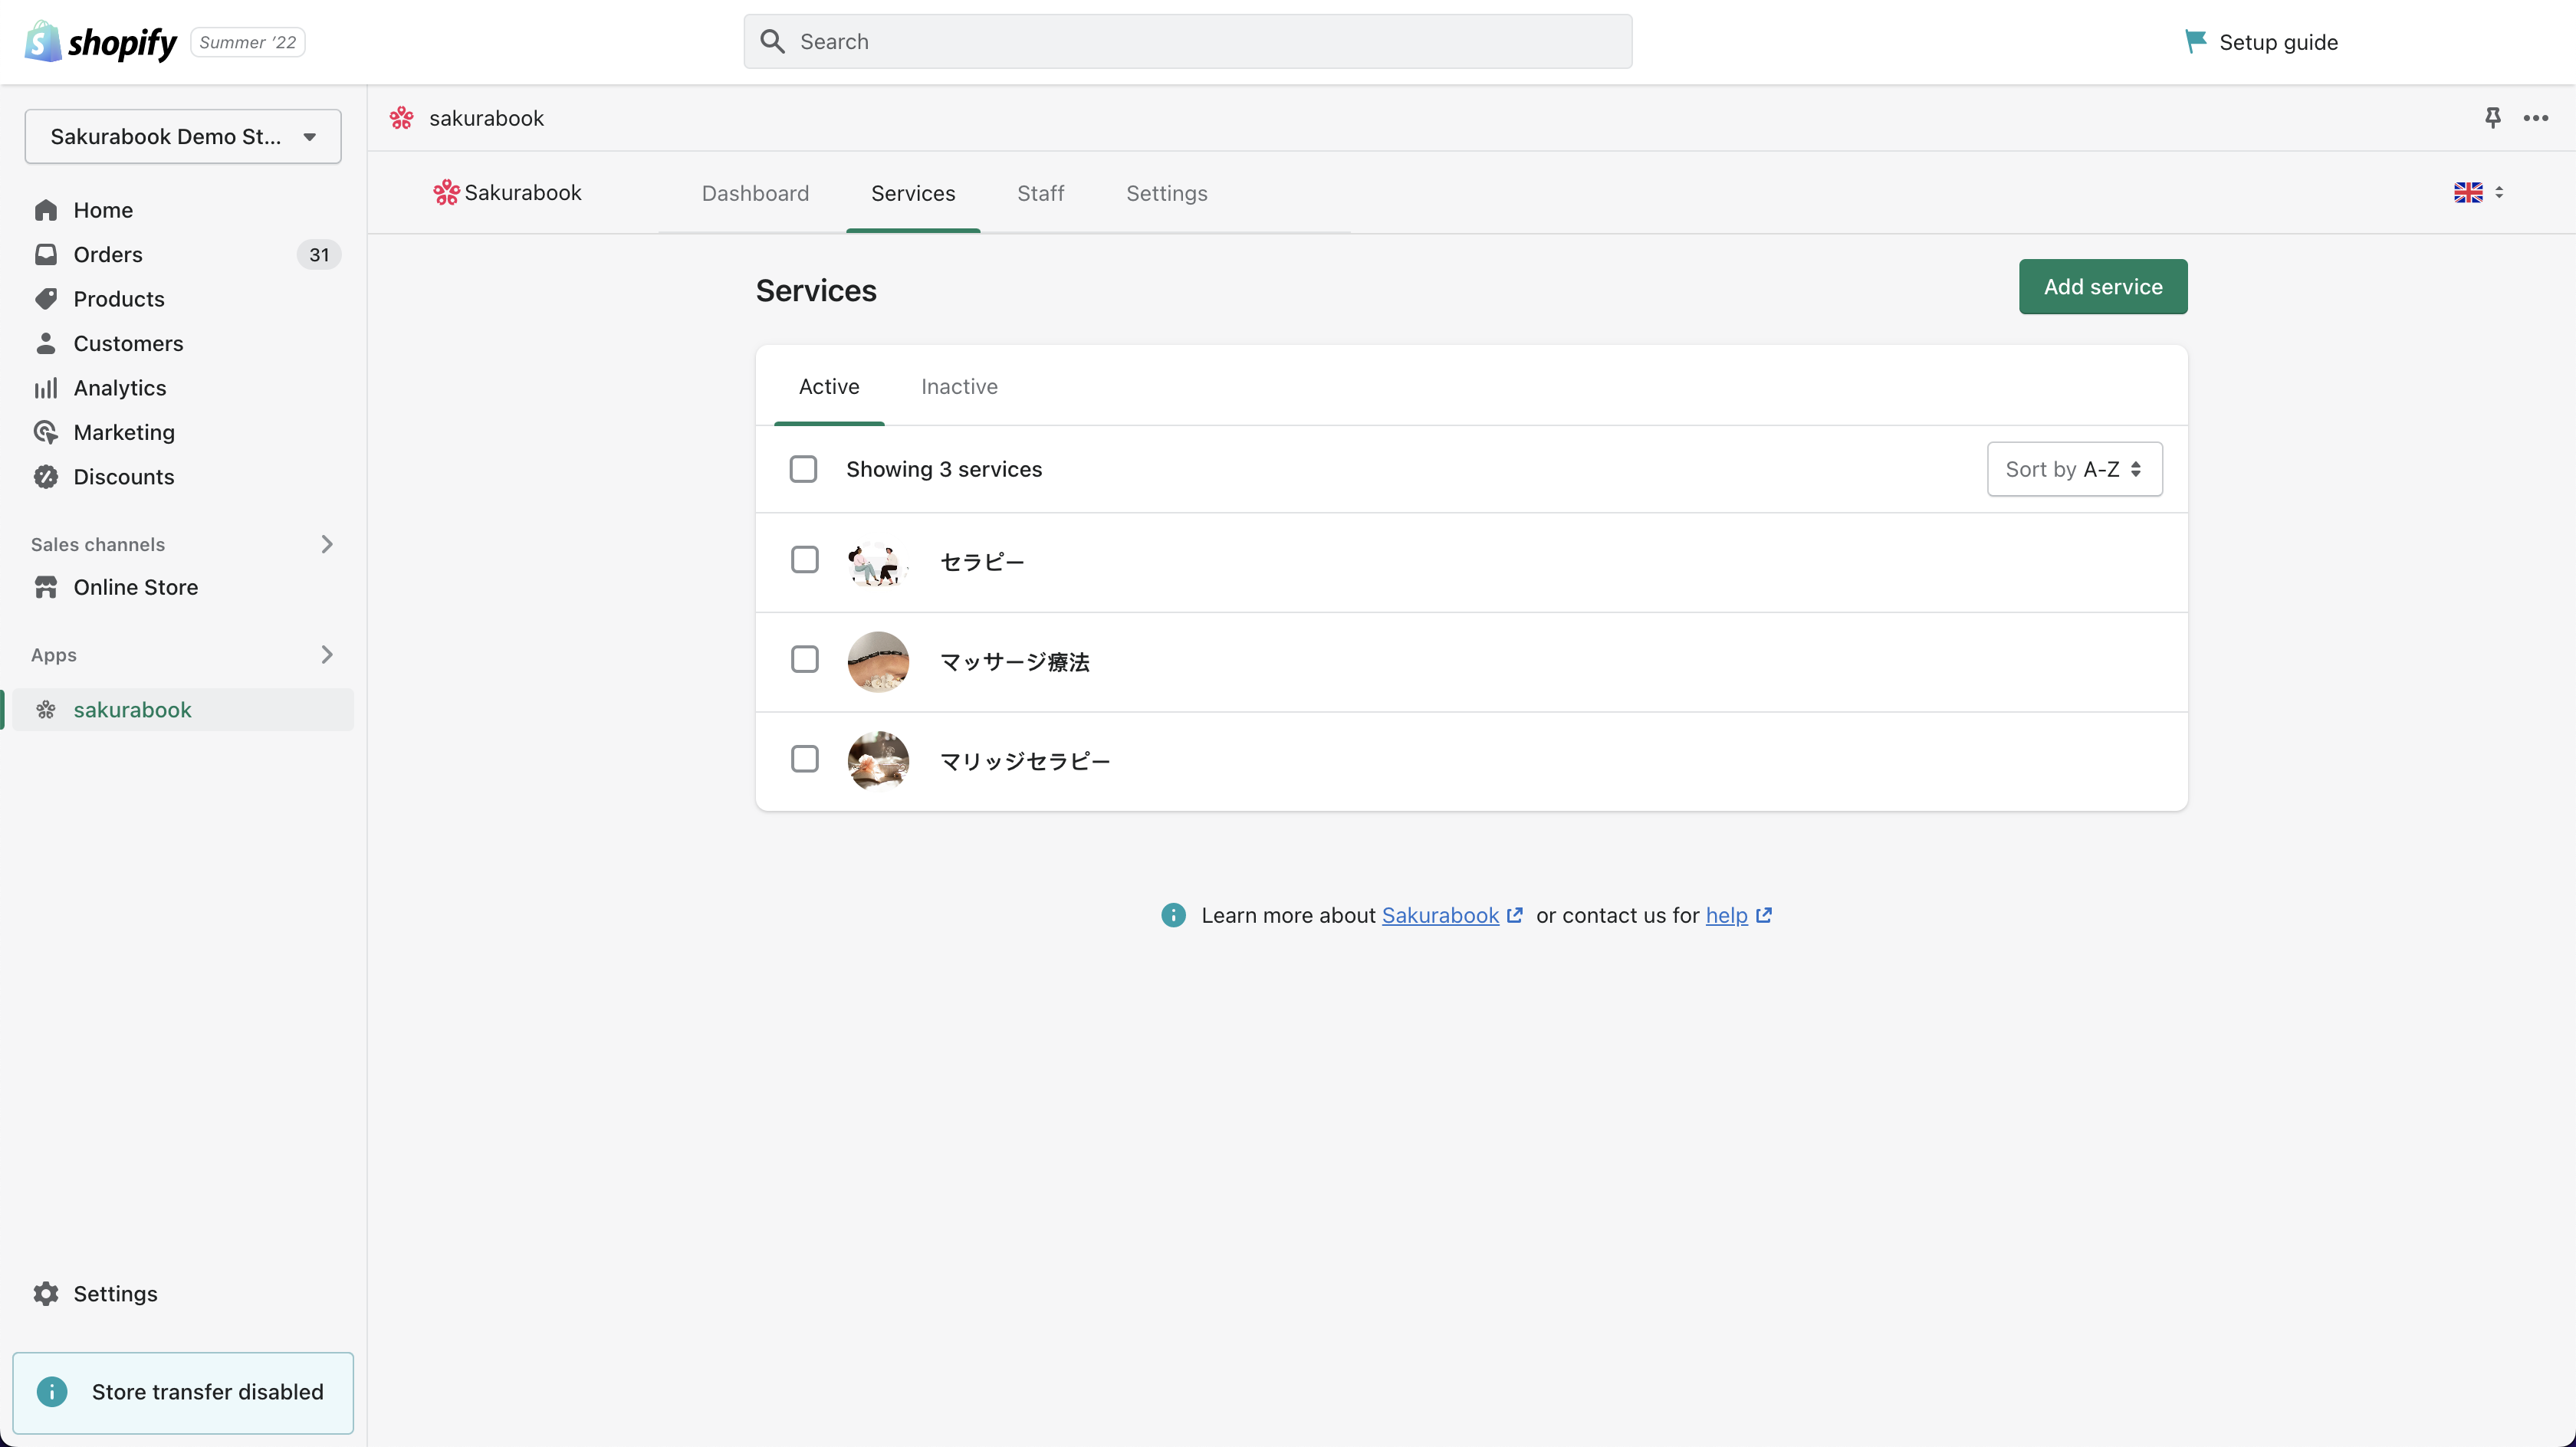 shopify Summer '22
Search
Setup guide
Sakurabook Demo St...
Home
Orders 31
Products
Customers
Analytics
Marketing
Discounts
Sales channels
Online Store
Apps
sakurabook
Settings
Store transfer disabled
sakurabook
Sakurabook Dashboard Services Staff Settings
Services
Add service
Active Inactive
Showing 3 services
Sort by A-Z
セラピー
マッサージ療法
マリッジセラピー
Learn more about Sakurabook or contact us for help